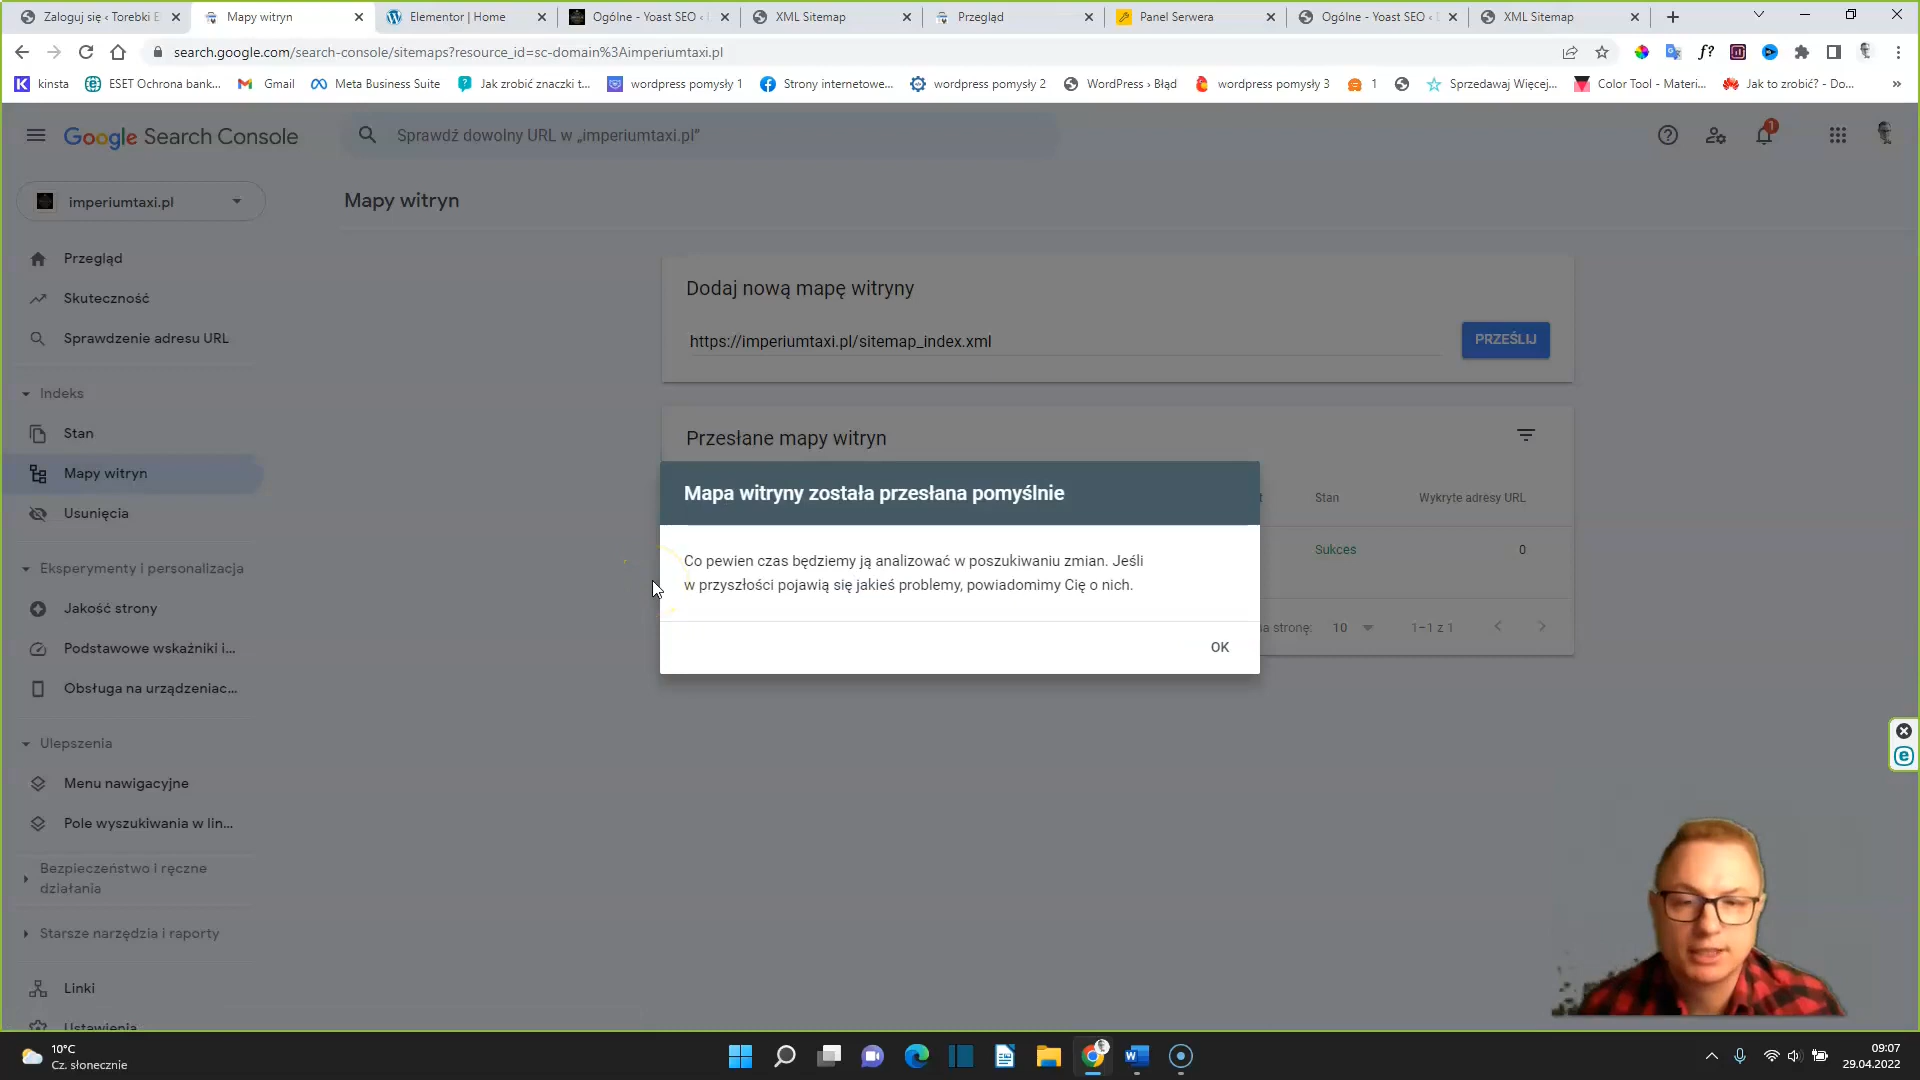 Zaloguj się ‹ Torebki E
Mapy witryn
Elementor | Home
Ogólne - Yoast SEO ‹
XML Sitemap
Przegląd
Panel Serwera
Ogólne - Yoast SEO ‹
XML Sitemap
search.google.com/search-console/sitemaps?resource_id=sc-domain%3Aimperiumtaxi.pl
kinsta
ESET Ochrona bank...
Gmail
Meta Business Suite
Jak zrobić znaczki t...
wordpress pomysły 1
Strony internetowe...
wordpress pomysły 2
WordPress › Błąd
wordpress pomysły 3
1
Sprzedawaj Więcej,...
Color Tool - Materi...
Jak to zrobić? - Do...
Google Search Console
Sprawdź dowolny URL w „imperiumtaxi.pl”
1
imperiumtaxi.pl
Mapy witryn
Przegląd
Skuteczność
Sprawdzenie adresu URL
Indeks
Stan
Mapy witryn
Usunięcia
Eksperymenty i personalizacja
Jakość strony
Podstawowe wskaźniki i...
Obsługa na urządzeniac...
Ulepszenia
Menu nawigacyjne
Pole wyszukiwania w lin...
Bezpieczeństwo i ręczne
działania
Starsze narzędzia i raporty
Linki
Ustawienia
Dodaj nową mapę witryny
https://imperiumtaxi.pl/sitemap_index.xml
PRZEŚLIJ
Przesłane mapy witryn
Stan
Wykryte adresy URL
Sukces
0
stronę:
10
1–1 z 1
Mapa witryny została przesłana pomyślnie
Co pewien czas będziemy ją analizować w poszukiwaniu zmian. Jeśli
w przyszłości pojawią się jakieś problemy, powiadomimy Cię o nich.
OK
10°C
Cz. słonecznie
09:07
29.04.2022